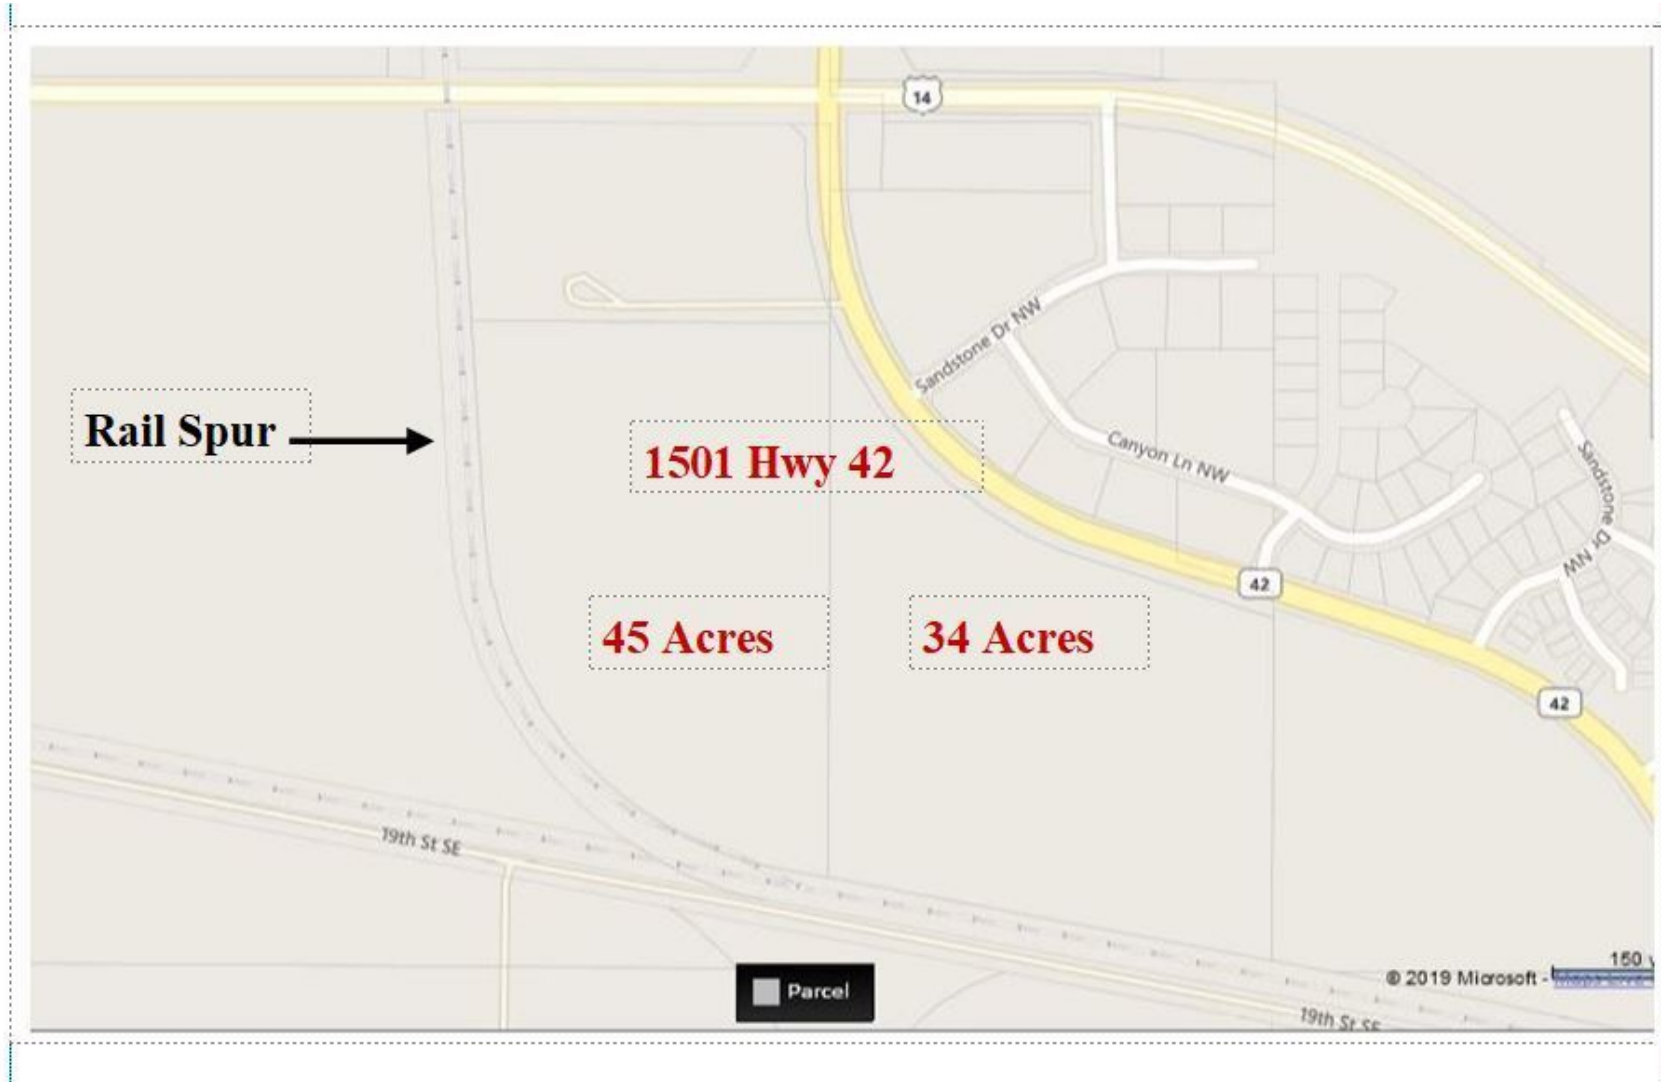 14
Sandstone Dr NW
Rail Spur
1501 Hwy 42
Canyon Ln NW
Sandstone Dr NW
42
45 Acres
34 Acres
42
19th St SE
150
© 2019 Microsoft -
Parcel
19th St SE